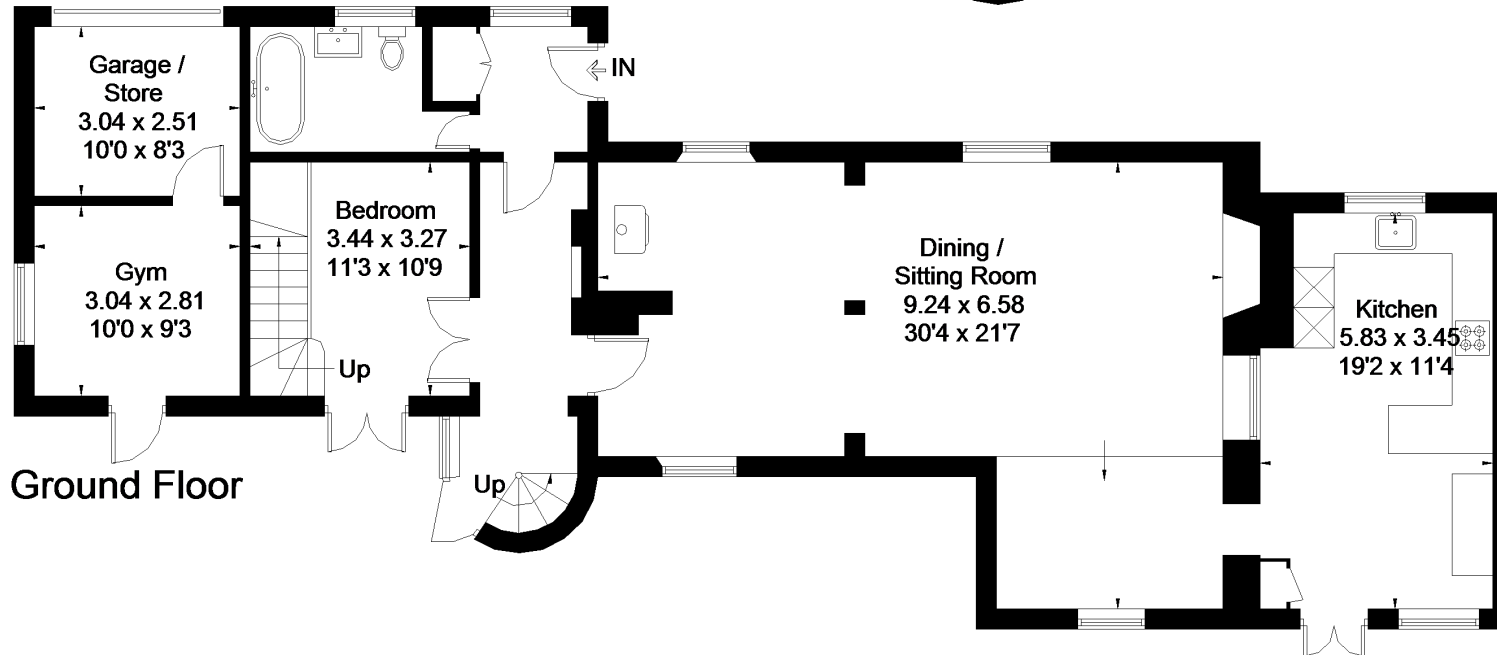 Garage /
Store
3.04 x 2.51
10'0 x 8'3
IN
Bedroom
3.44 x 3.27
11'3 x 10'9
Gym
3.04 x 2.81
10'0 x 9'3
Up
Dining /
Sitting Room
9.24 x 6.58
30'4 x 21'7
Kitchen
5.83 x 3.45
19'2 x 11'4
Up
Ground Floor